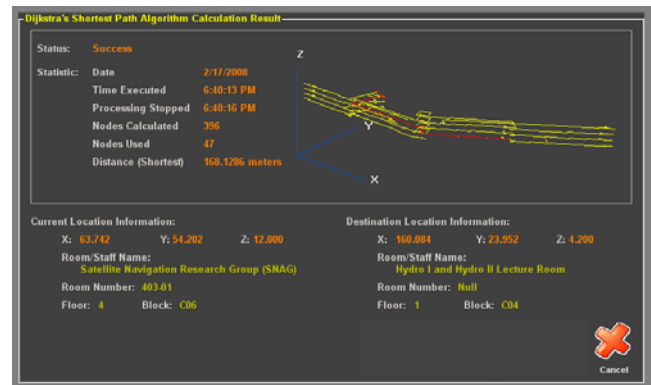 Dijkstra's Shortest Path Algorithm Calculation Result
Status: Success
Statistic: Date 2/17/2008
Time Executed 6:40:13 PM
Processing Stopped 6:40:16 PM
Nodes Calculated 396
Nodes Used 47
Distance (Shortest) 168.1286 meters
Z
Y
X
Current Location Information:
X: 63.742 Y: 54.202 Z: 12.000
Room/Staff Name:
Satellite Navigation Research Group (SNAG)
Room Number: 403-01
Floor: 4 Block: C06
Destination Location Information:
X: 160.084 Y: 23.952 Z: 4.200
Room/Staff Name:
Hydro I and Hydro II Lecture Room
Room Number: Null
Floor: 1 Block: C04
Cancel